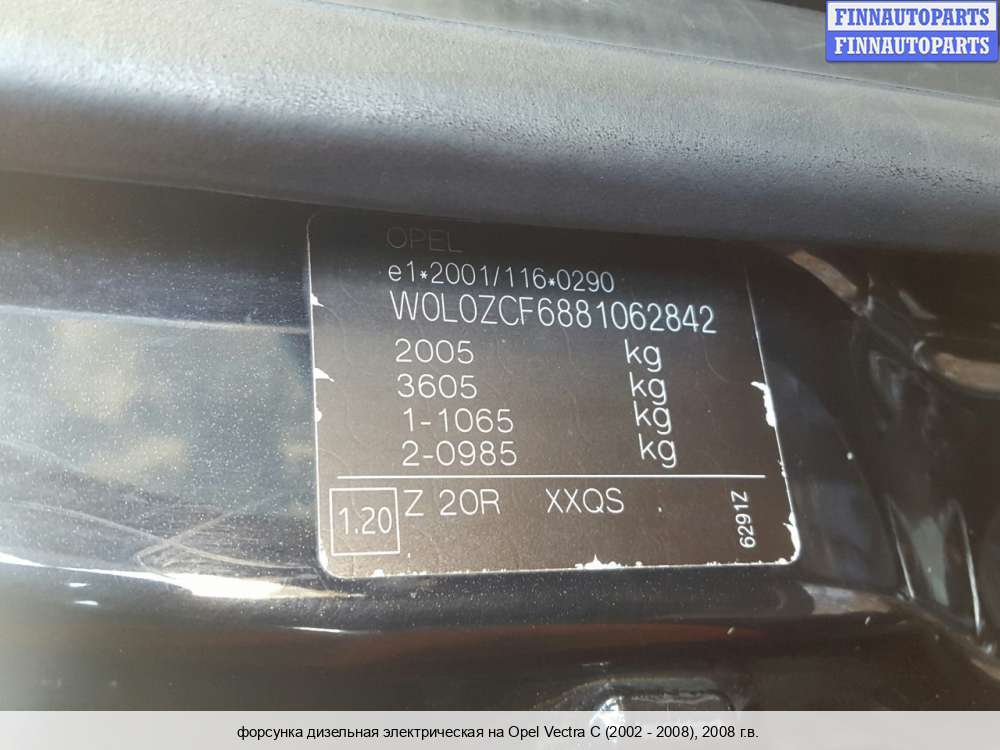 FINNAUTOPARTS
FINNAUTOPARTS
OPEL
e1*2001/116*0290
W0L0ZCF6881062842
2005 kg
3605 kg
1-1065 kg
2-0985 kg
1.20 Z 20R XXQS
6291Z
форсунка дизельная электрическая на Opel Vectra C (2002 - 2008), 2008 г.в.